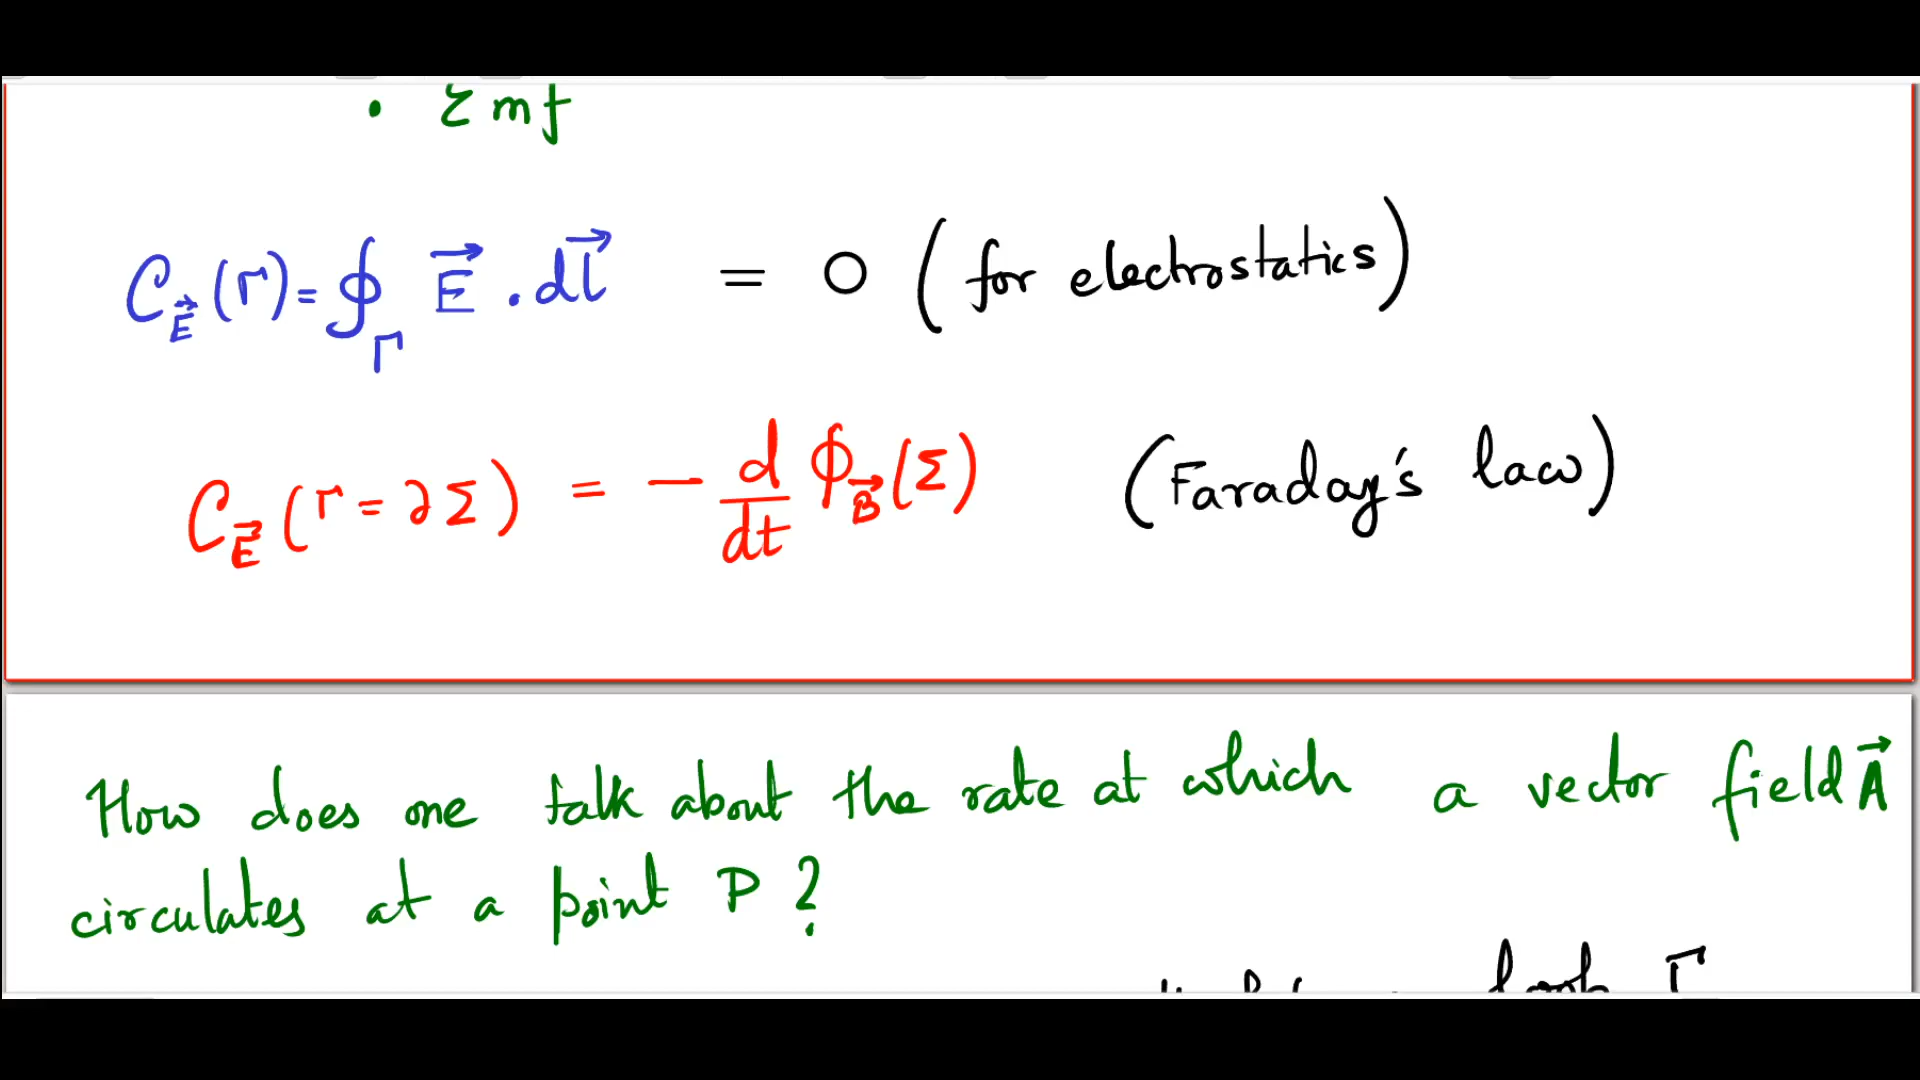 • Emf
C_E⃗ (Γ) = ∮_Γ E⃗ . dl⃗ = 0 (for electrostatics)
C_E⃗ (Γ = ∂Σ) = - d/dt Φ_B⃗ (Σ) (Faraday's law)
How does one talk about the rate at which a vector field A⃗
circulates at a point P ?
Γ